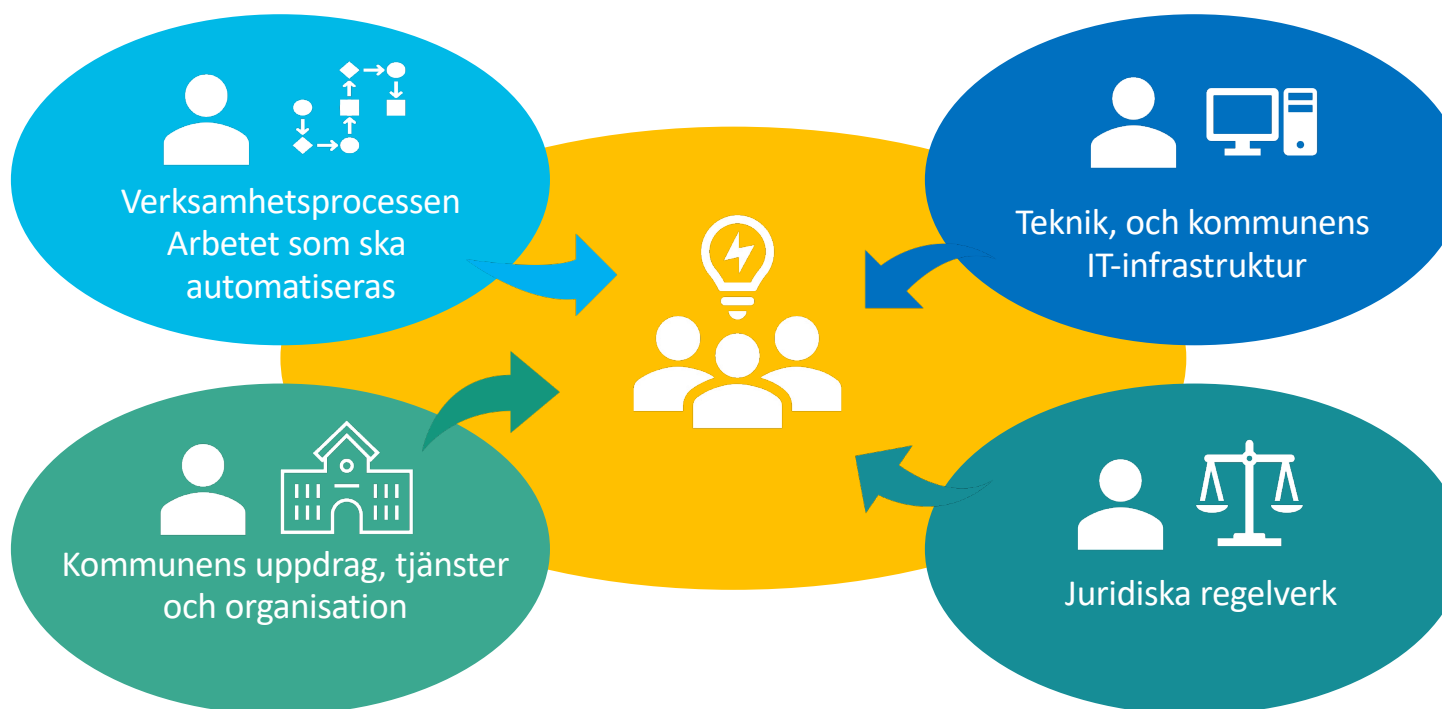 Verksamhetsprocessen
Arbetet som ska
automatiseras
Teknik, och kommunens
IT-infrastruktur
Kommunens uppdrag, tjänster
och organisation
Juridiska regelverk